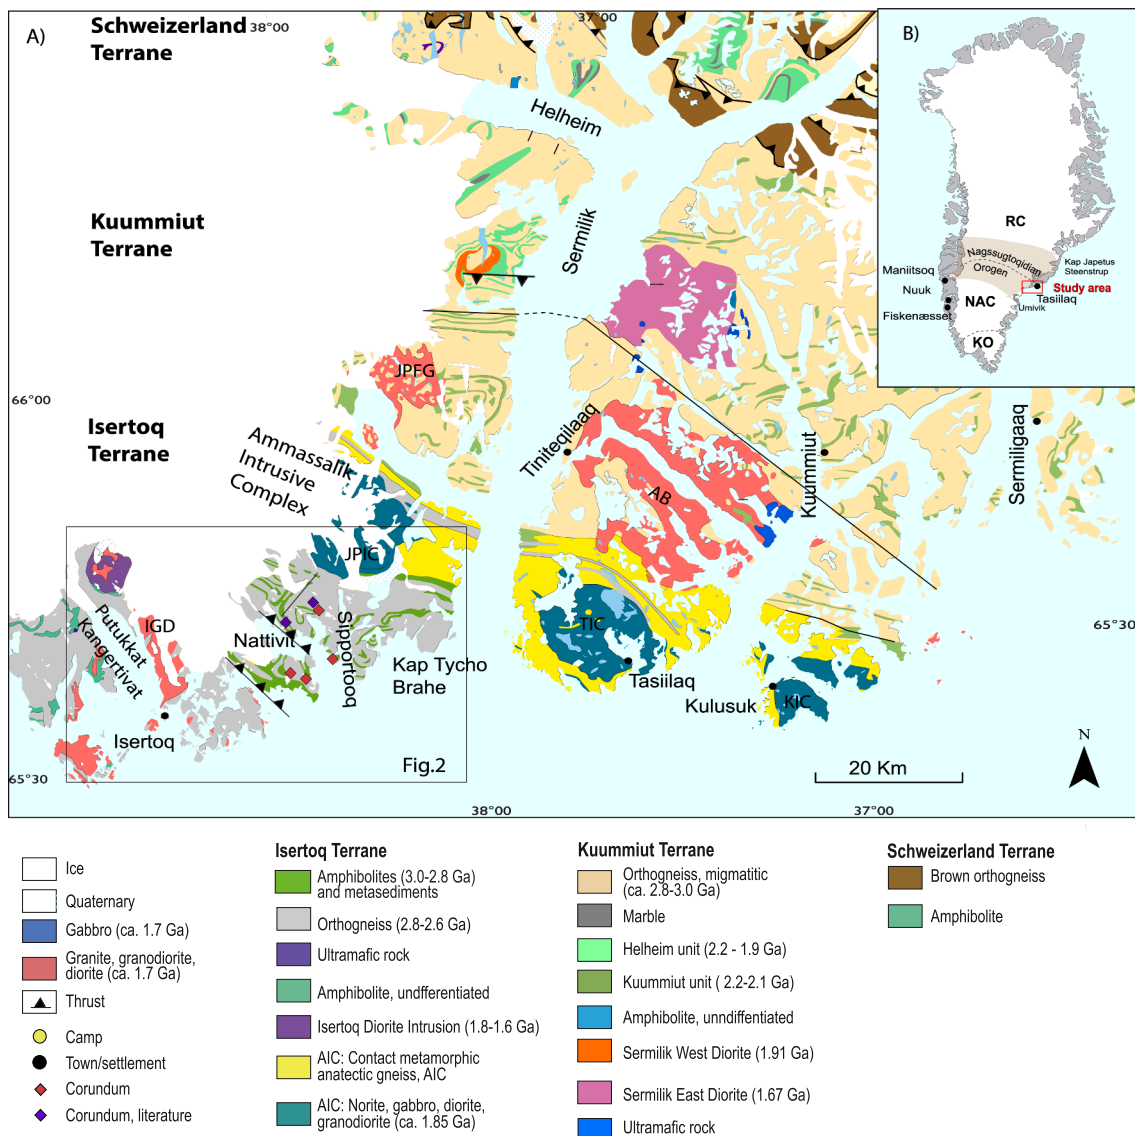 A)
Schweizerland
Terrane
38°00
37°00
Helheim
Kuummiut
Terrane
Sermilik
66°00
JPFG
Isertoq
Terrane
Ammassalik
Intrusive
Complex
Tiniteqilaaq
Kuummiut
Sermiligaaq
AB
JPIC
IGD
Putukkat
Kangertivat
Nattivit
Sipportooq
Kap Tycho
Brahe
TIC
Tasiilaq
Kulusuk
KIC
65°30
Isertoq
Fig.2
65°30
20 Km
N
38°00
37°00
B)
RC
Nagssugtoqidian
Orogen
Kap Japetus
Steenstrup
Maniitsoq
Study area
Nuuk
NAC
Tasiilaq
Umivik
Fiskenæsset
KO
Ice
Quaternary
Gabbro (ca. 1.7 Ga)
Granite, granodiorite,
diorite (ca. 1.7 Ga)
Thrust
Camp
Town/settlement
Corundum
Corundum, literature
Isertoq Terrane
Amphibolites (3.0-2.8 Ga)
and metasediments
Orthogneiss (2.8-2.6 Ga)
Ultramafic rock
Amphibolite, undfferentiated
Isertoq Diorite Intrusion (1.8-1.6 Ga)
AIC: Contact metamorphic
anatectic gneiss, AIC
AIC: Norite, gabbro, diorite,
granodiorite (ca. 1.85 Ga)
Kuummiut Terrane
Orthogneiss, migmatitic
(ca. 2.8-3.0 Ga)
Marble
Helheim unit (2.2 - 1.9 Ga)
Kuummiut unit ( 2.2-2.1 Ga)
Amphibolite, unndiffentiated
Sermilik West Diorite (1.91 Ga)
Sermilik East Diorite (1.67 Ga)
Ultramafic rock
Schweizerland Terrane
Brown orthogneiss
Amphibolite